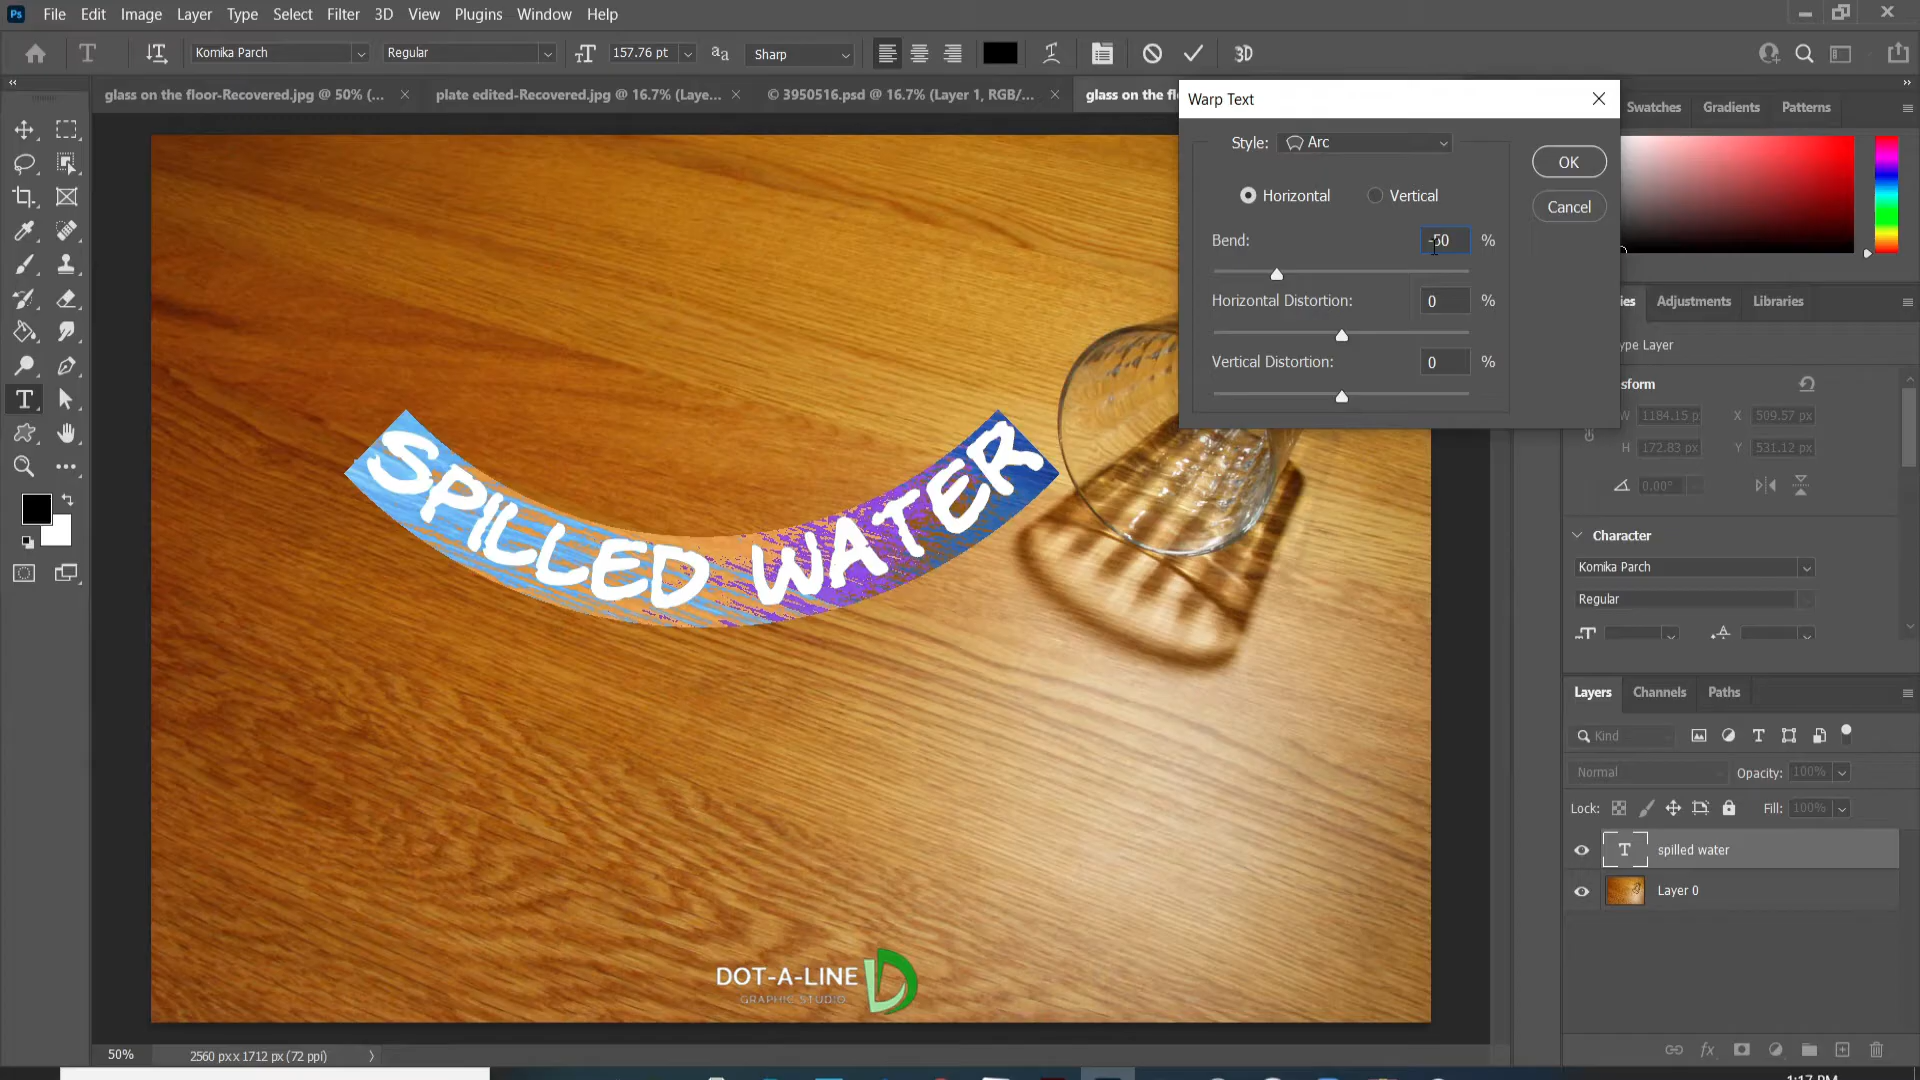 Ps File Edit Image Layer Type Select Filter 3D View Plugins Window Help
Komika Parch Regular 157.76 pt Sharp 3D
glass on the floor-Recovered.jpg @ 50% (... plate edited-Recovered.jpg @ 16.7% (Laye... © 3950516.psd @ 16.7% (Layer 1, RGB/... glass on the fl
Warp Text
Style: Arc
Horizontal Vertical
Bend: -50 %
Horizontal Distortion: 0 %
Vertical Distortion: 0 %
OK
Cancel
Swatches Gradients Patterns
ies Adjustments Libraries
ype Layer
sform
W 1184.15 p X 509.57 px
H 172.83 px Y 531.12 px
0.00°
Character
Komika Parch
Regular
Layers Channels Paths
Kind
Normal Opacity: 100%
Lock: Fill: 100%
T spilled water
Layer 0
SPILLED WATER
DOT-A-LINE
GRAPHIC STUDIO
50% 2560 px x 1712 px (72 ppi)
1:17 PM